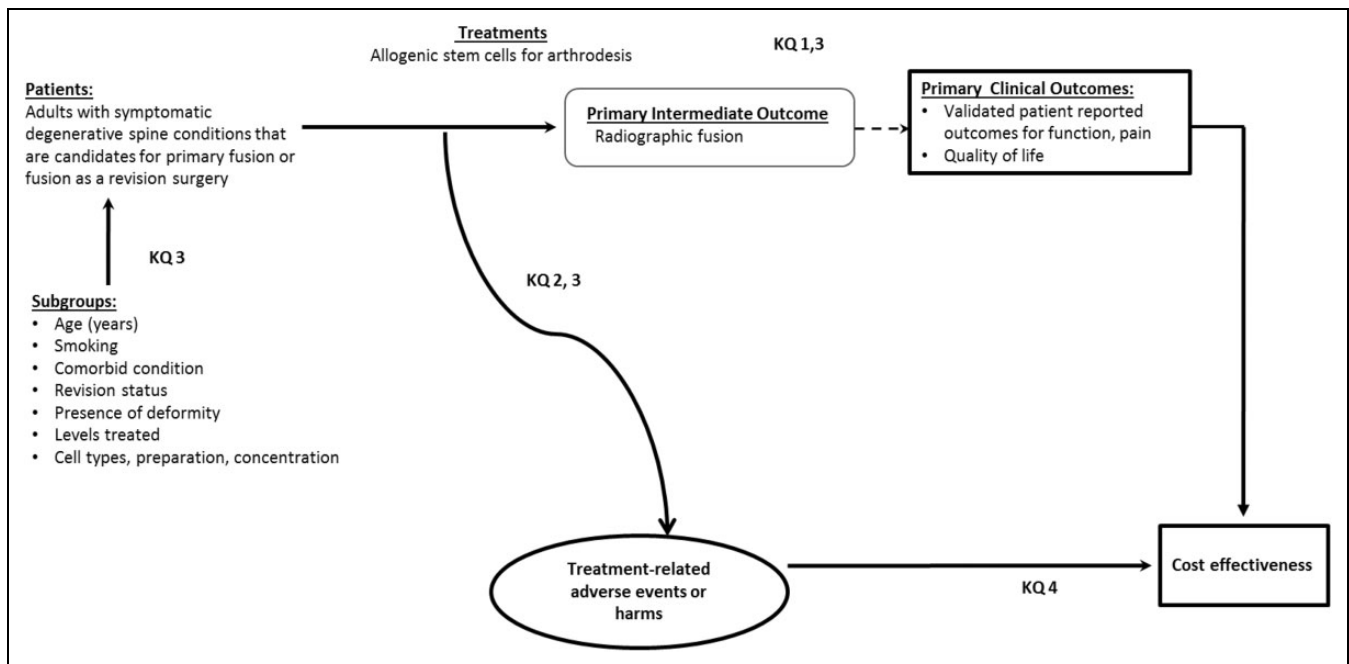 Treatments
Allogenic stem cells for arthrodesis
KQ 1,3
Patients:
Adults with symptomatic
degenerative spine conditions that
are candidates for primary fusion or
fusion as a revision surgery
Primary Intermediate Outcome
Radiographic fusion
Primary Clinical Outcomes:
• Validated patient reported
outcomes for function, pain
• Quality of life
KQ 3
KQ 2, 3
Subgroups:
• Age (years)
• Smoking
• Comorbid condition
• Revision status
• Presence of deformity
• Levels treated
• Cell types, preparation, concentration
Treatment-related
adverse events or
harms
KQ 4
Cost effectiveness